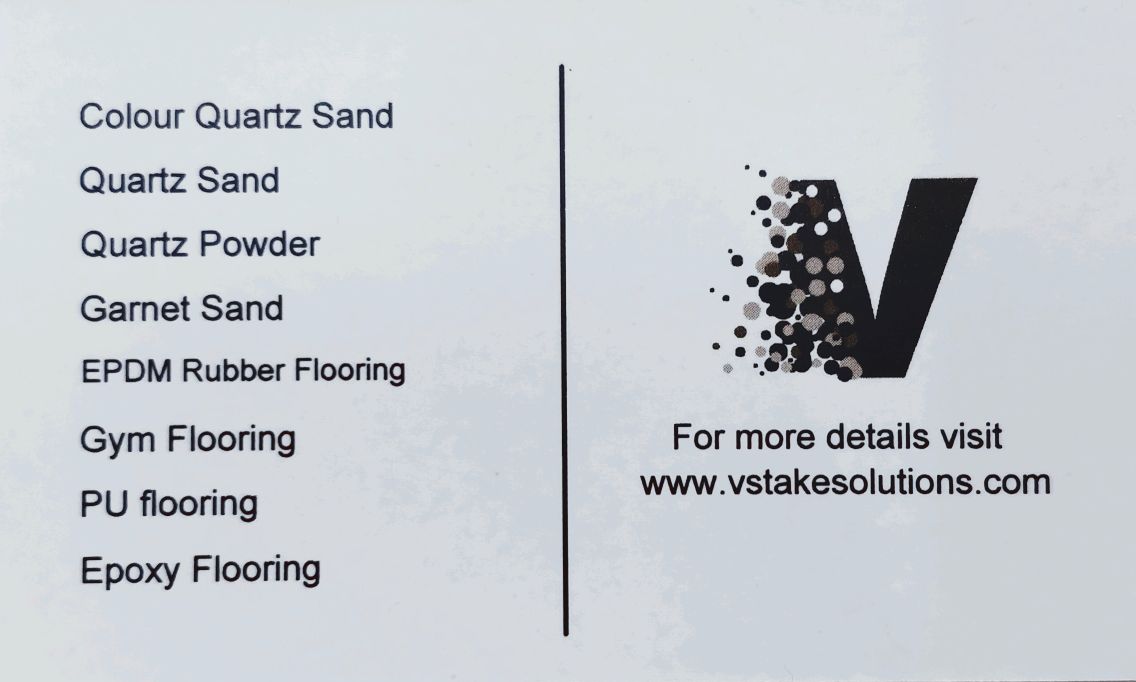 Colour Quartz Sand
Quartz Sand
Quartz Powder
Garnet Sand
EPDM Rubber Flooring
Gym Flooring
PU flooring
Epoxy Flooring
V
For more details visit
www.vstakesolutions.com